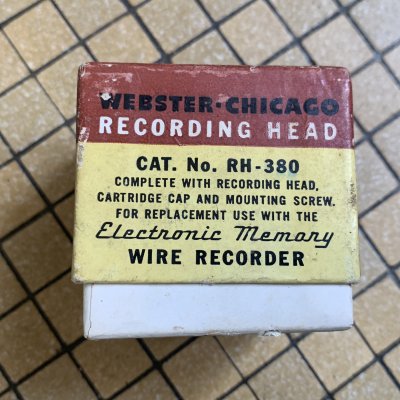 WEBSTER·CHICAGO
RECORDING HEAD
CAT. No. RH-380
COMPLETE WITH RECORDING HEAD,
CARTRIDGE CAP AND MOUNTING SCREW.
FOR REPLACEMENT USE WITH THE
Electronic Memory
WIRE RECORDER